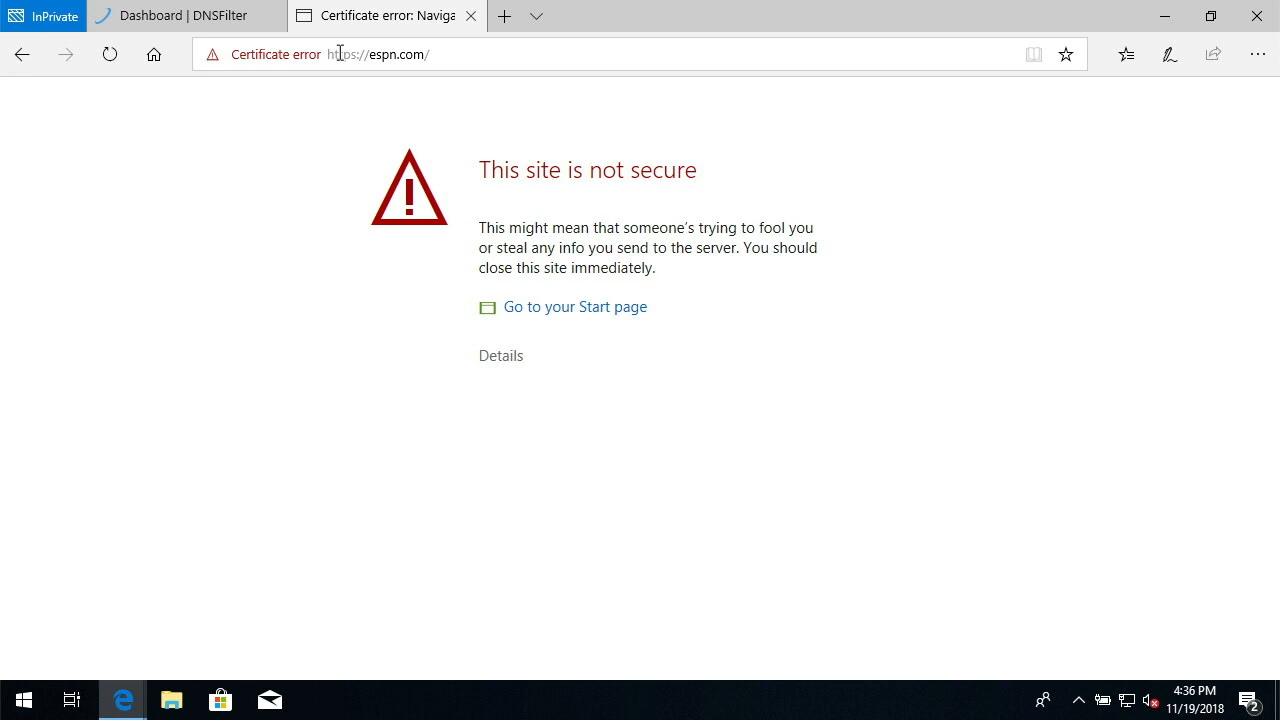 InPrivate
Dashboard | DNSFilter
Certificate error: Naviga
Certificate error https://espn.com/
This site is not secure
This might mean that someone's trying to fool you
or steal any info you send to the server. You should
close this site immediately.
Go to your Start page
Details
4:36 PM
11/19/2018
2